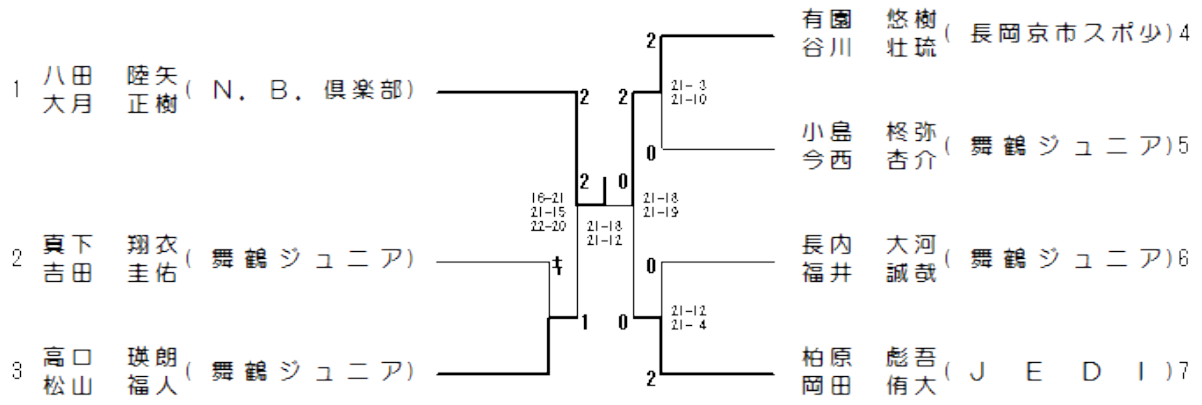 1 八田 陸矢 ( N．B．倶楽部 )
大月 正樹
2 真下 翔衣 ( 舞鶴ジュニア )
吉田 圭佑
3 高口 瑛朗 ( 舞鶴ジュニア )
松山 福人
2
キ
1
16-21
21-15
22-20
2 0
21-18
21-12
有園 悠樹 ( 長岡京市スポ少 ) 4
谷川 壮琉
小島 柊弥 ( 舞鶴ジュニア ) 5
今西 杏介
長内 大河 ( 舞鶴ジュニア ) 6
福井 誠哉
柏原 彪吾 ( JEDI ) 7
岡田 侑大
2
21-3
21-10
0
2
21-18
21-19
0
0
21-12
21-4
2